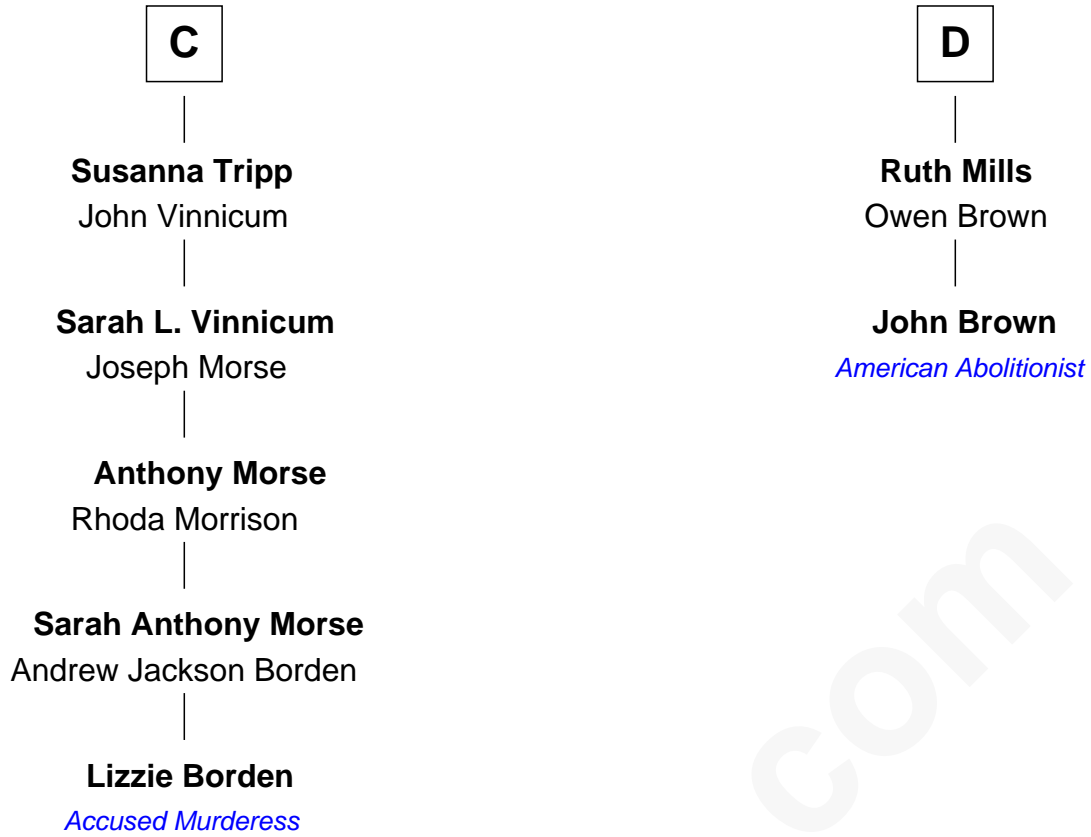 C
Susanna Tripp
John Vinnicum
Sarah L. Vinnicum
Joseph Morse
Anthony Morse
Rhoda Morrison
Sarah Anthony Morse
Andrew Jackson Borden
Lizzie Borden
Accused Murderess
D
Ruth Mills
Owen Brown
John Brown
American Abolitionist
com